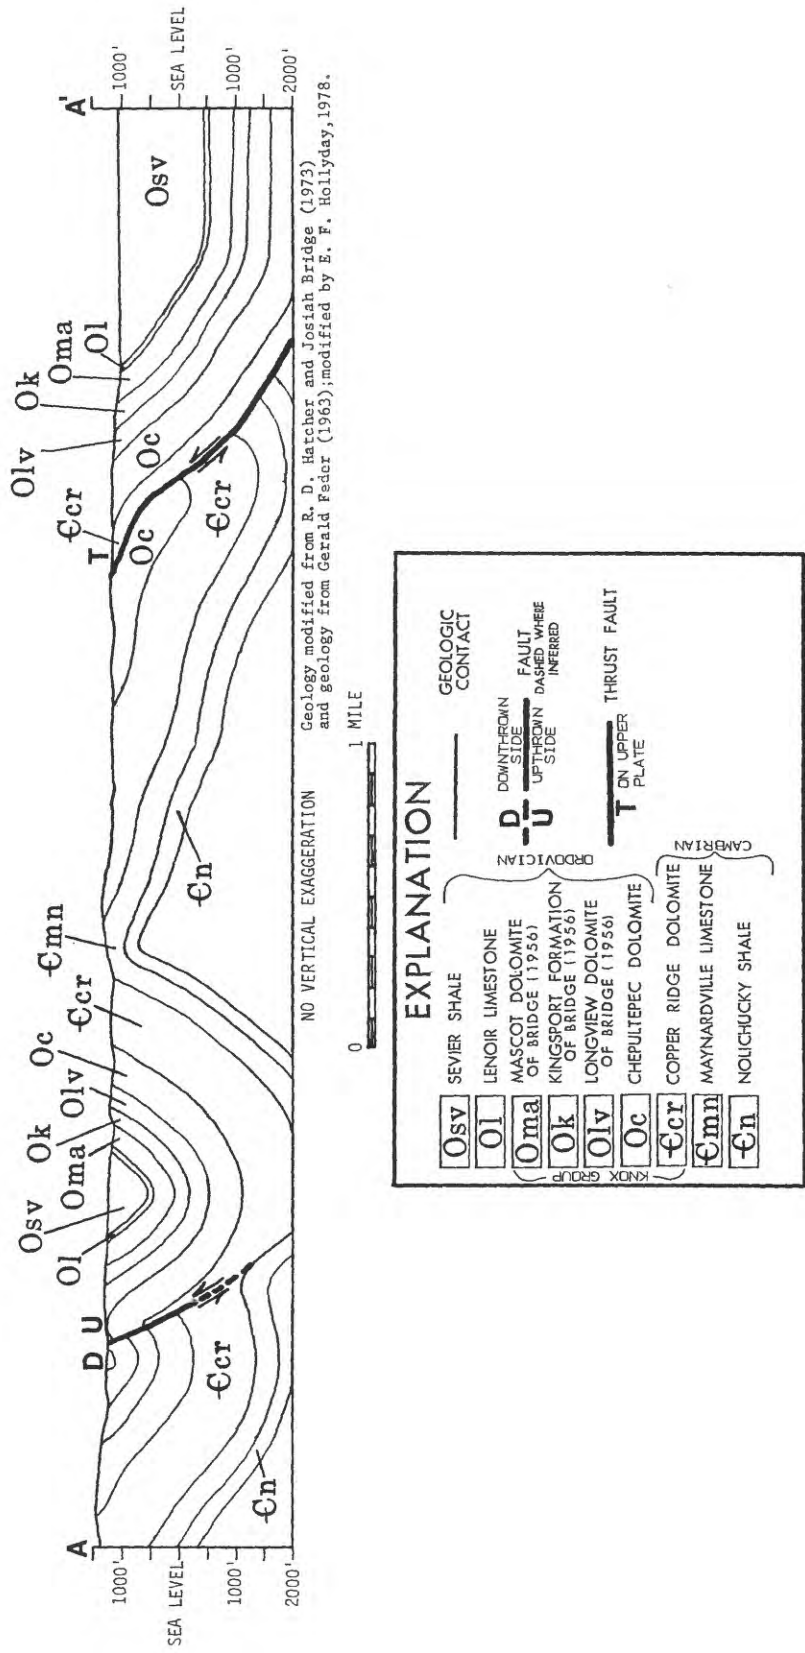 A
A'
1000'
SEA LEVEL
1000'
2000'
D U
Ol
Osv
Oma
Ok
Olv
Oc
Ꞓcr
Ꞓmn
Ꞓcr
Ꞓn
Ꞓn
T
Ꞓcr
Oc
Ꞓcr
Oc
Olv
Ok
Oma
Ol
Osv
1000'
SEA LEVEL
1000'
2000'
NO VERTICAL EXAGGERATION
Geology modified from R. D. Hatcher and Josiah Bridge (1973)
and geology from Gerald Feder (1963);modified by E. F. Hollyday,1978.
0 1 MILE
EXPLANATION
Osv SEVIER SHALE
Ol LENOIR LIMESTONE
Oma MASCOT DOLOMITE
OF BRIDGE (1956)
Ok KINGSPORT FORMATION
OF BRIDGE (1956)
Olv LONGVIEW DOLOMITE
OF BRIDGE (1956)
Oc CHEPULTEPEC DOLOMITE
Ꞓcr COPPER RIDGE DOLOMITE
Ꞓmn MAYNARDVILLE LIMESTONE
Ꞓn NOLICHUCKY SHALE
KNOX GROUP
ORDOVICIAN
CAMBRIAN
GEOLOGIC
CONTACT
D DOWNTHROWN
SIDE
U UPTHROWN
SIDE
FAULT
DASHED WHERE
INFERRED
T ON UPPER
PLATE
THRUST FAULT